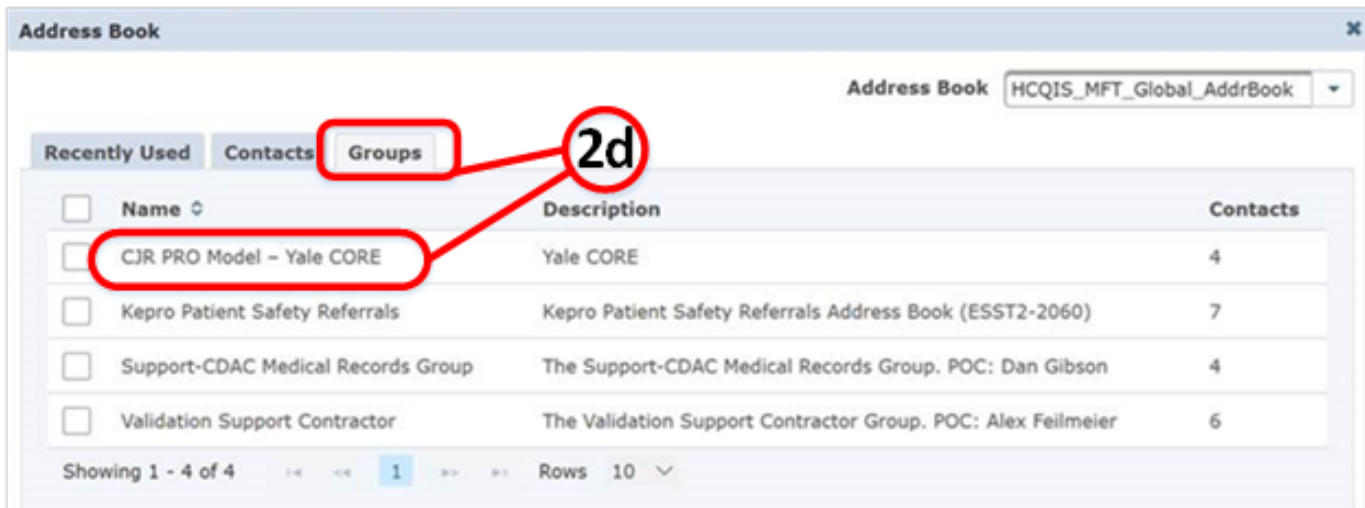 Address Book
Address Book HCQIS_MFT_Global_AddrBook
Recently Used Contacts Groups 2d
Name Description Contacts
CJR PRO Model – Yale CORE Yale CORE 4
Kepro Patient Safety Referrals Kepro Patient Safety Referrals Address Book (ESST2-2060) 7
Support-CDAC Medical Records Group The Support-CDAC Medical Records Group. POC: Dan Gibson 4
Validation Support Contractor The Validation Support Contractor Group. POC: Alex Feilmeier 6
Showing 1 - 4 of 4 1 Rows 10